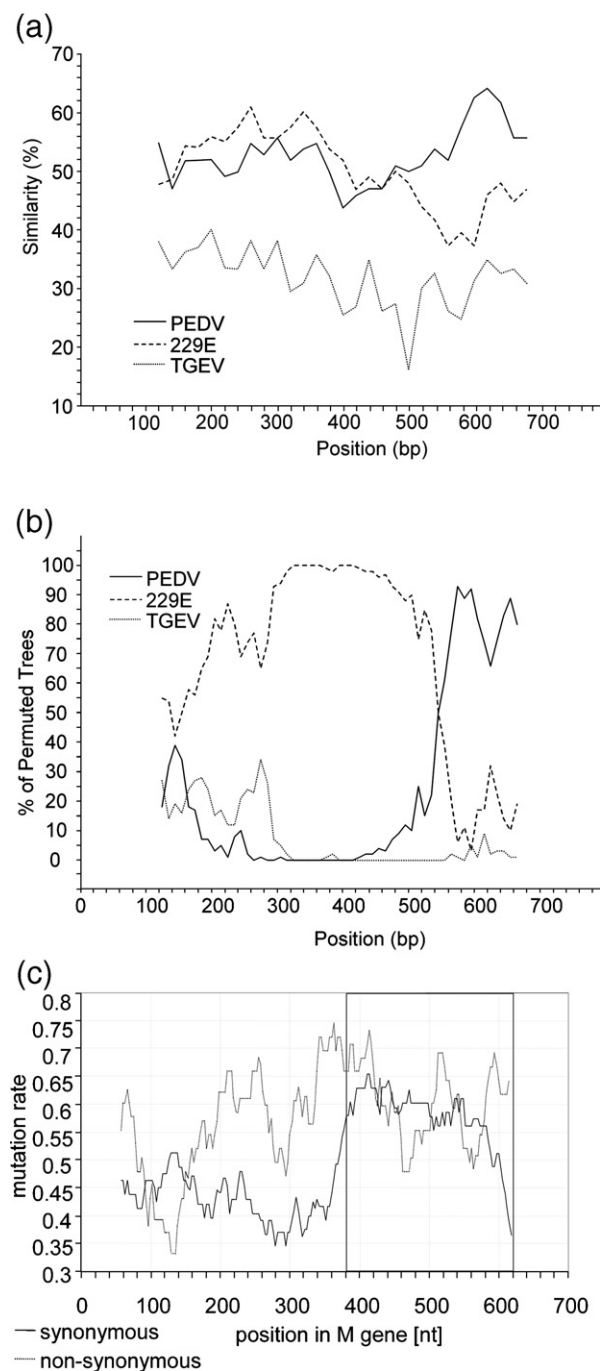 (a)
70
60
50
40
30
20
10
Similarity (%)
PEDV
229E
TGEV
100 200 300 400 500 600 700
Position (bp)
(b)
100
90
80
70
60
50
40
30
20
10
0
% of Permuted Trees
PEDV
229E
TGEV
0 100 200 300 400 500 600 700
Position (bp)
(c)
0.8
0.75
0.7
0.65
0.6
0.55
0.5
0.45
0.4
0.35
0.3
mutation rate
0 100 200 300 400 500 600 700
position in M gene [nt]
synonymous
non-synonymous